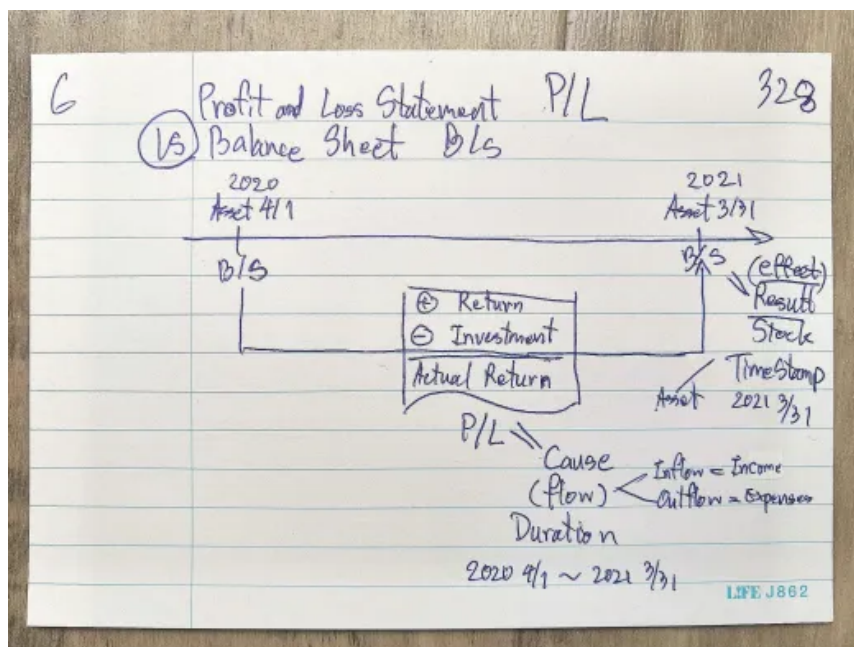 6 Profit and Loss Statement P/L 328
VS Balance Sheet B/S
2020 2021
Asset 4/1 Asset 3/31
B/S B/S (effect)
⊕ Return Result
⊖ Investment Stock
Actual Return TimeStamp
Asset 2021 3/31
P/L
Cause Inflow = Income
(flow) Outflow = Expenses
Duration
2020 4/1 ~ 2021 3/31
LIFE J862